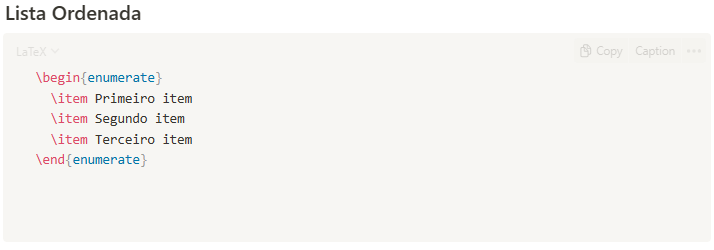 Lista Ordenada
LaTeX
Copy Caption
\begin{enumerate}
  \item Primeiro item
  \item Segundo item
  \item Terceiro item
\end{enumerate}